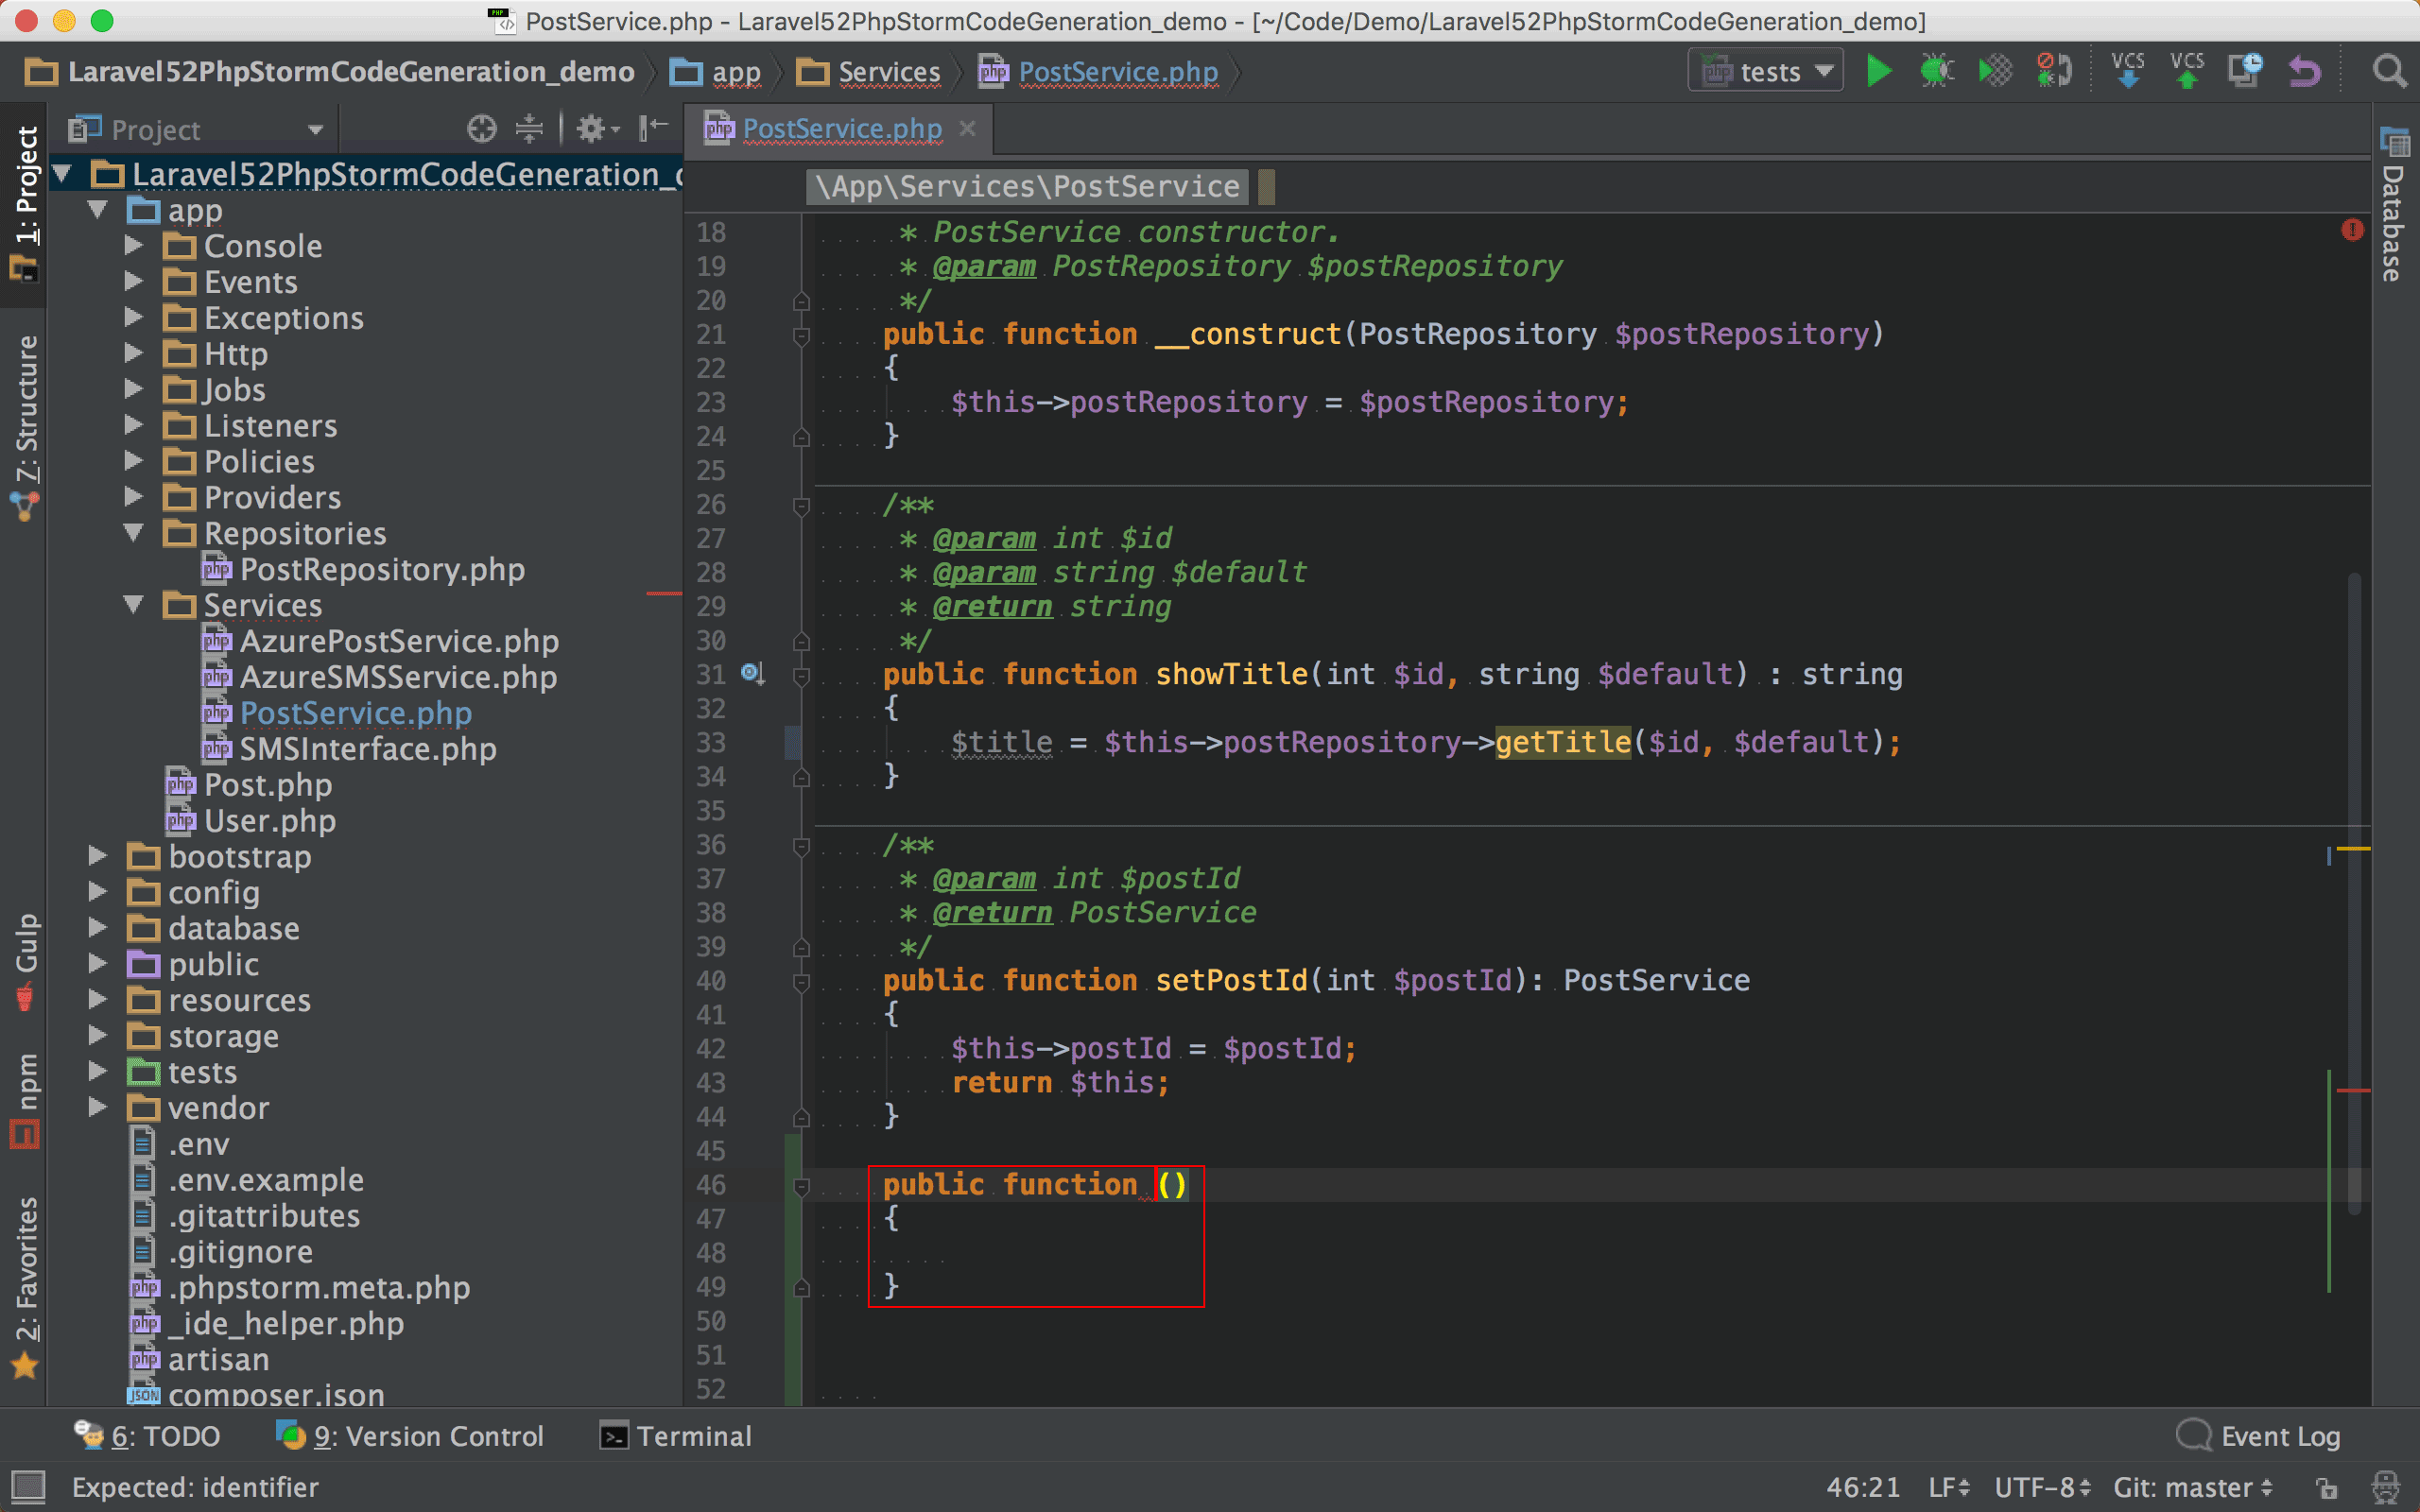 PostService.php - Laravel52PhpStormCodeGeneration_demo - [~/Code/Demo/Laravel52PhpStormCodeGeneration_demo]
Laravel52PhpStormCodeGeneration_demo app Services PostService.php tests VCS VCS
1: Project
Z: Structure
Gulp
npm
2: Favorites
Project
Laravel52PhpStormCodeGeneration_
app
Console
Events
Exceptions
Http
Jobs
Listeners
Policies
Providers
Repositories
PostRepository.php
Services
AzurePostService.php
AzureSMSService.php
PostService.php
SMSInterface.php
Post.php
User.php
bootstrap
config
database
public
resources
storage
tests
vendor
.env
.env.example
.gitattributes
.gitignore
.phpstorm.meta.php
_ide_helper.php
artisan
composer.json
PostService.php
\App\Services\PostService
18 * PostService constructor.
19 * @param PostRepository $postRepository
20 */
21 public function __construct(PostRepository $postRepository)
22 {
23 $this->postRepository = $postRepository;
24 }
25
26 /**
27 * @param int $id
28 * @param string $default
29 * @return string
30 */
31 public function showTitle(int $id, string $default) : string
32 {
33 $title = $this->postRepository->getTitle($id, $default);
34 }
35
36 /**
37 * @param int $postId
38 * @return PostService
39 */
40 public function setPostId(int $postId): PostService
41 {
42 $this->postId = $postId;
43 return $this;
44 }
45
46 public function ()
47 {
48
49 }
50
51
52
Database
6: TODO 9: Version Control Terminal Event Log
Expected: identifier 46:21 LF UTF-8 Git: master